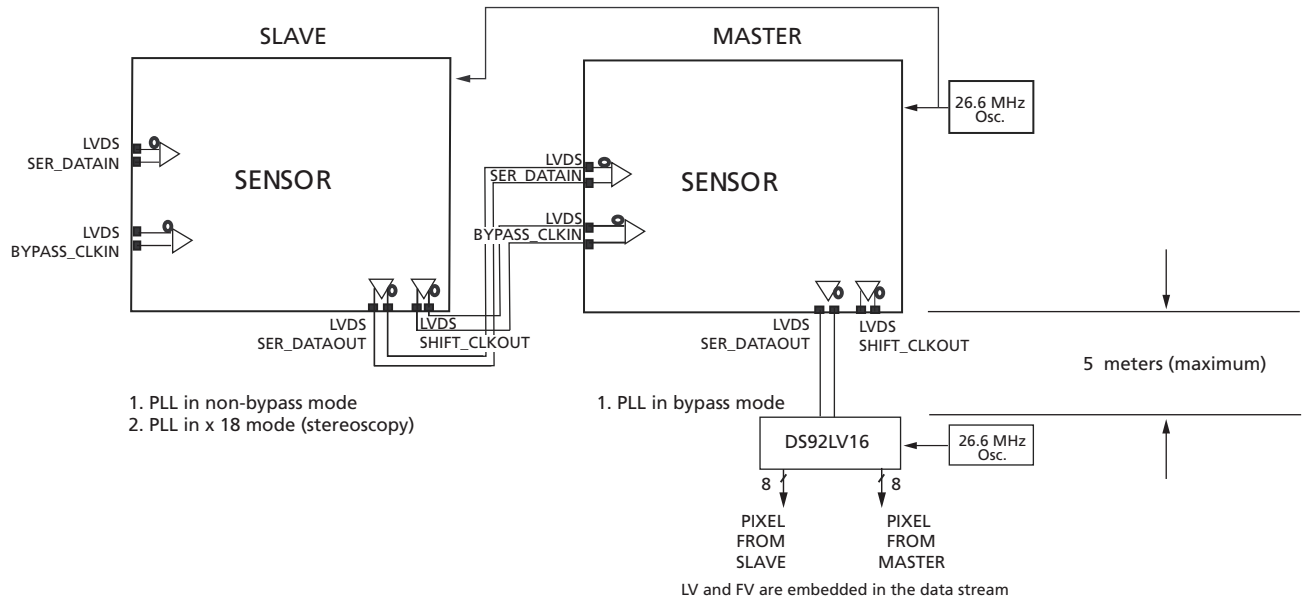 SLAVE
MASTER
26.6 MHz
Osc.
LVDS
SER_DATAIN
SENSOR
LVDS
BYPASS_CLKIN
LVDS
SER_DATAIN
SENSOR
LVDS
BYPASS_CLKIN
LVDS
SER_DATAOUT
LVDS
SHIFT_CLKOUT
LVDS
SER_DATAOUT
LVDS
SHIFT_CLKOUT
5 meters (maximum)
1. PLL in non-bypass mode
2. PLL in x 18 mode (stereoscopy)
1. PLL in bypass mode
DS92LV16
26.6 MHz
Osc.
8
8
PIXEL
FROM
SLAVE
PIXEL
FROM
MASTER
LV and FV are embedded in the data stream